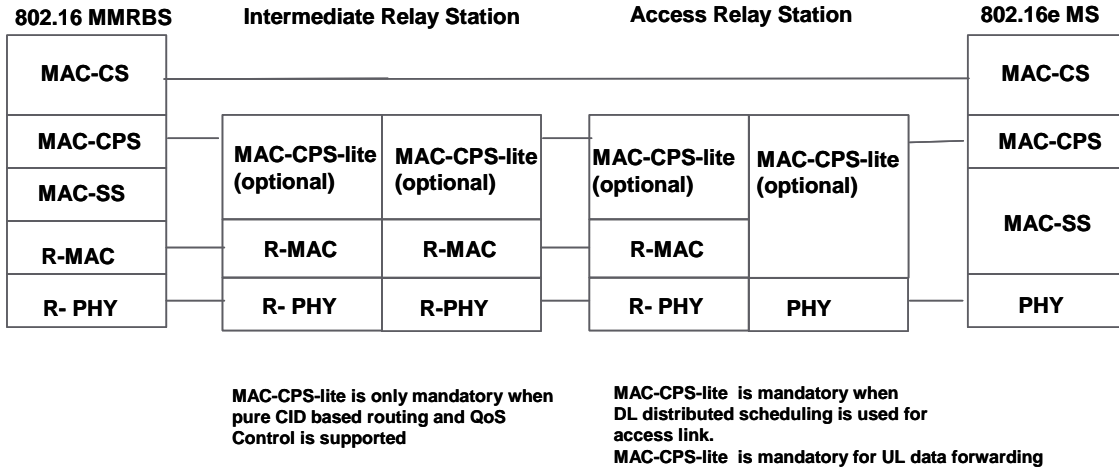 802.16 MMRBS
Intermediate Relay Station
Access Relay Station
802.16e MS
MAC-CS
MAC-CPS
MAC-SS
R-MAC
R- PHY
MAC-CPS-lite
(optional)
R-MAC
R- PHY
MAC-CPS-lite
(optional)
R-MAC
R-PHY
MAC-CPS-lite
(optional)
R-MAC
R- PHY
MAC-CPS-lite
(optional)
PHY
MAC-CS
MAC-CPS
MAC-SS
PHY
MAC-CPS-lite is only mandatory when
pure CID based routing and QoS
Control is supported
MAC-CPS-lite is mandatory when
DL distributed scheduling is used for
access link.
MAC-CPS-lite is mandatory for UL data forwarding